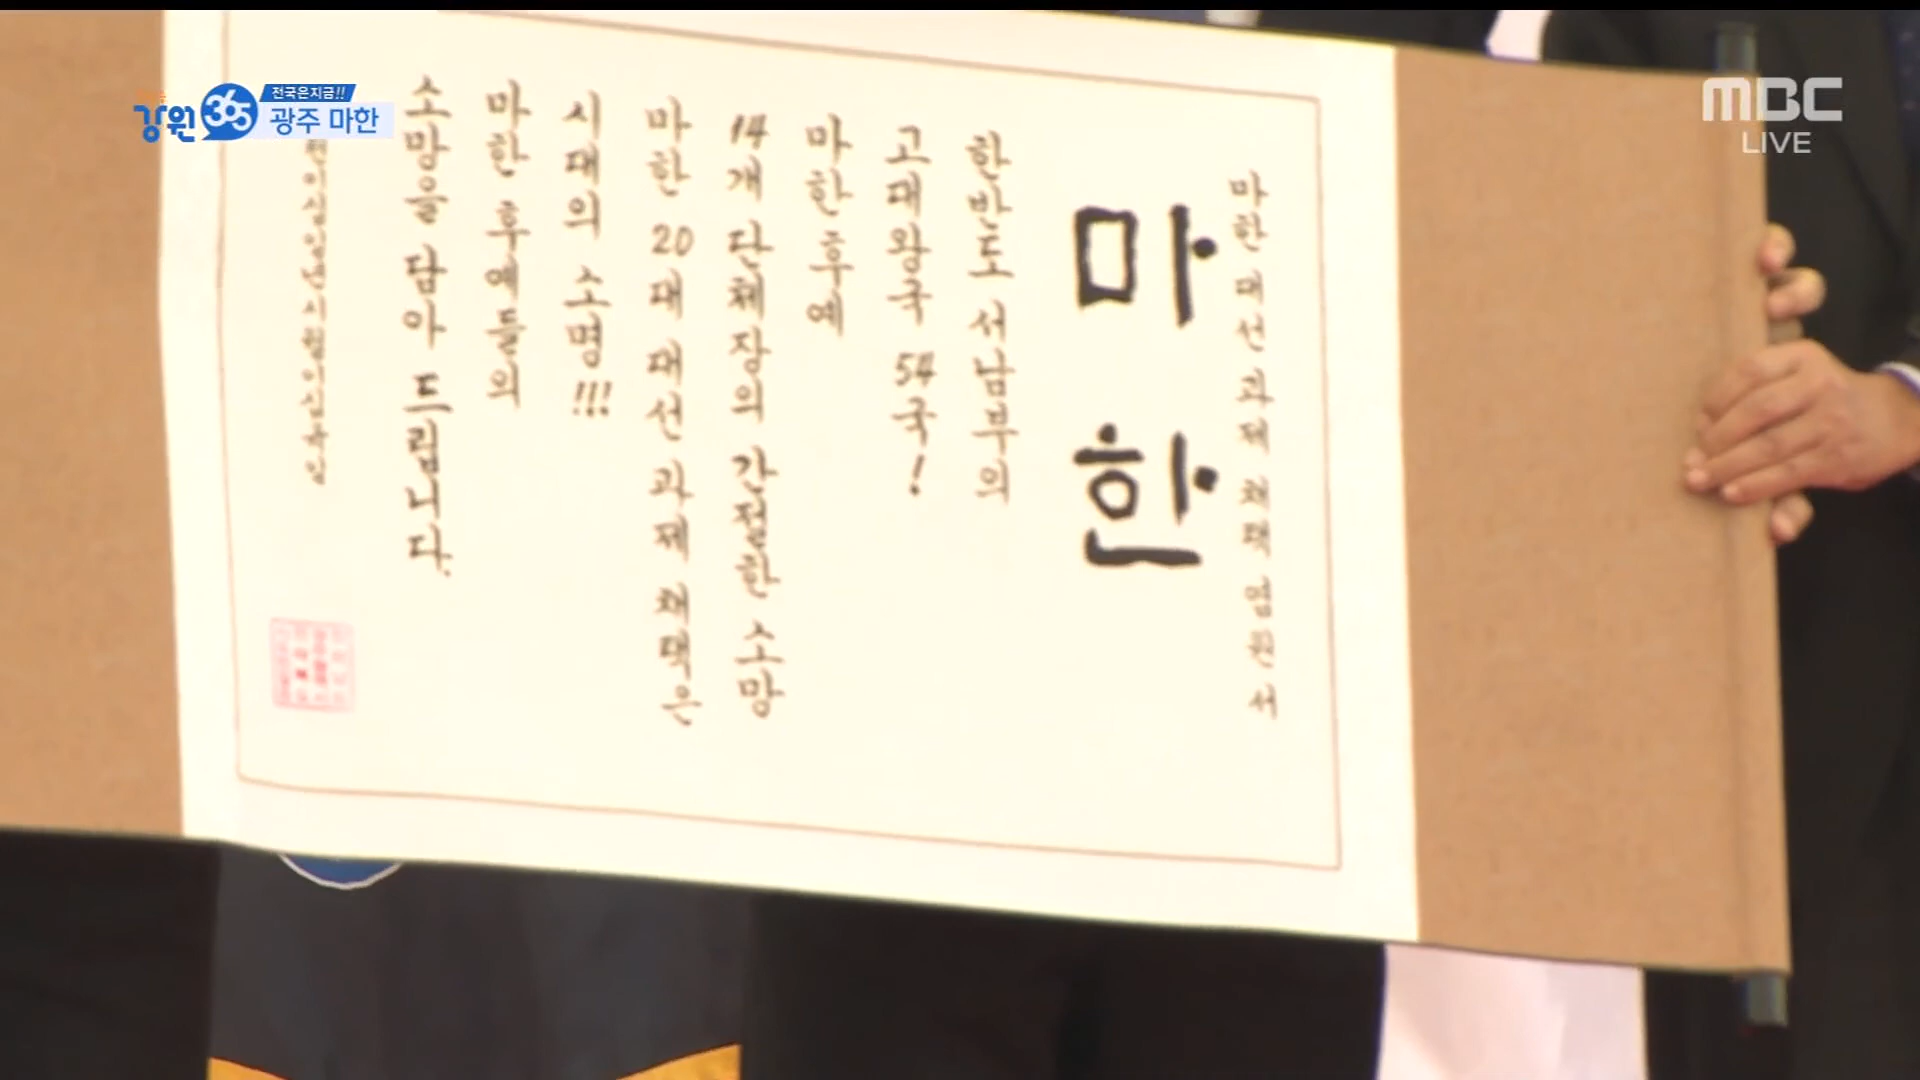 전국은지금!!
강원 365
광주 마한
MBC
LIVE
마한 대선과제 채택 염원서
마한
한반도 서남부의
고대왕국 54국!
마한후예
14개 단체장의 간절한 소망
마한 20대 대선 과제 채택은
시대의 소명!!!
마한 후예들의
소망을 담아 드립니다.